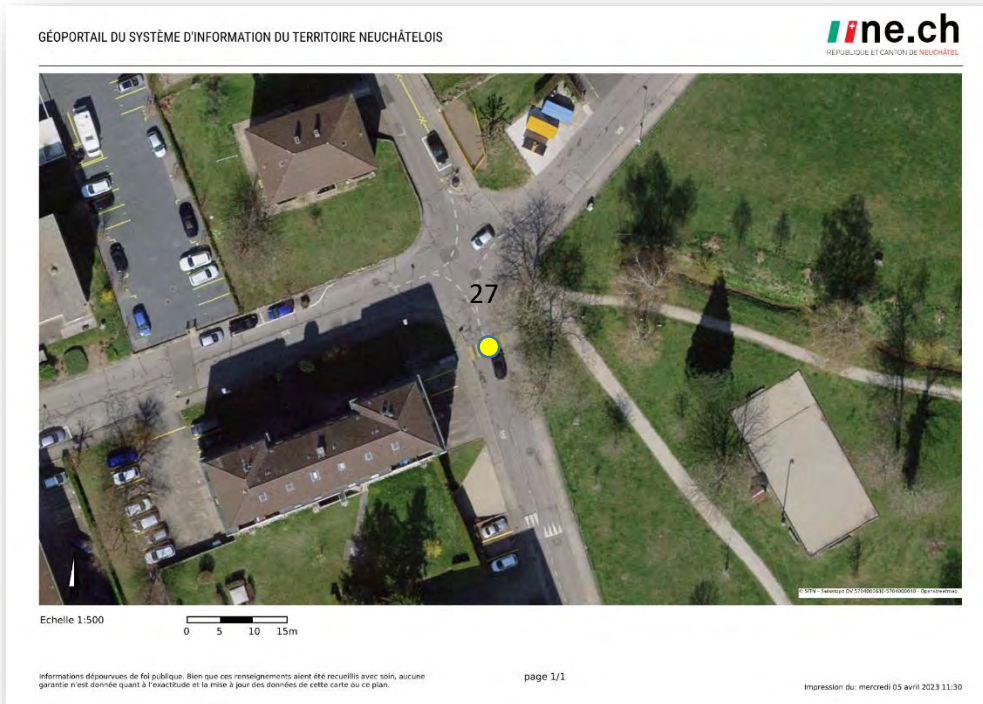 GÉOPORTAIL DU SYSTÈME D'INFORMATION DU TERRITOIRE NEUCHÂTELOIS
ne.ch
RÉPUBLIQUE ET CANTON DE NEUCHÂTEL
27
Echelle 1:500
0 5 10 15m
Informations dépourvues de foi publique. Bien que ces renseignements aient été recueillis avec soin, aucune
garantie n'est donnée quant à l'exactitude et la mise à jour des données de cette carte ou ce plan.
page 1/1
Impression du: mercredi 05 avril 2023 11:30